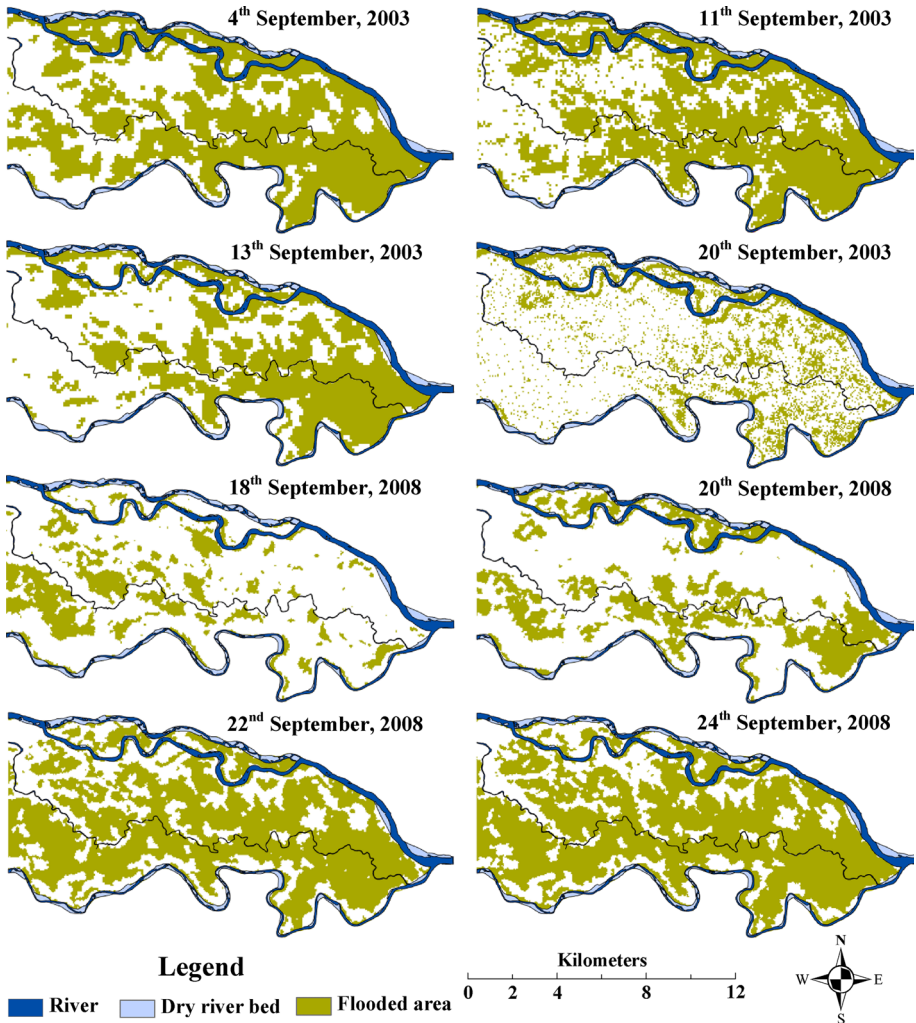 4th September, 2003
11th September, 2003
13th September, 2003
20th September, 2003
18th September, 2008
20th September, 2008
22nd September, 2008
24th September, 2008
Legend
River
Dry river bed
Flooded area
Kilometers
0 2 4 8 12
N
W E
S